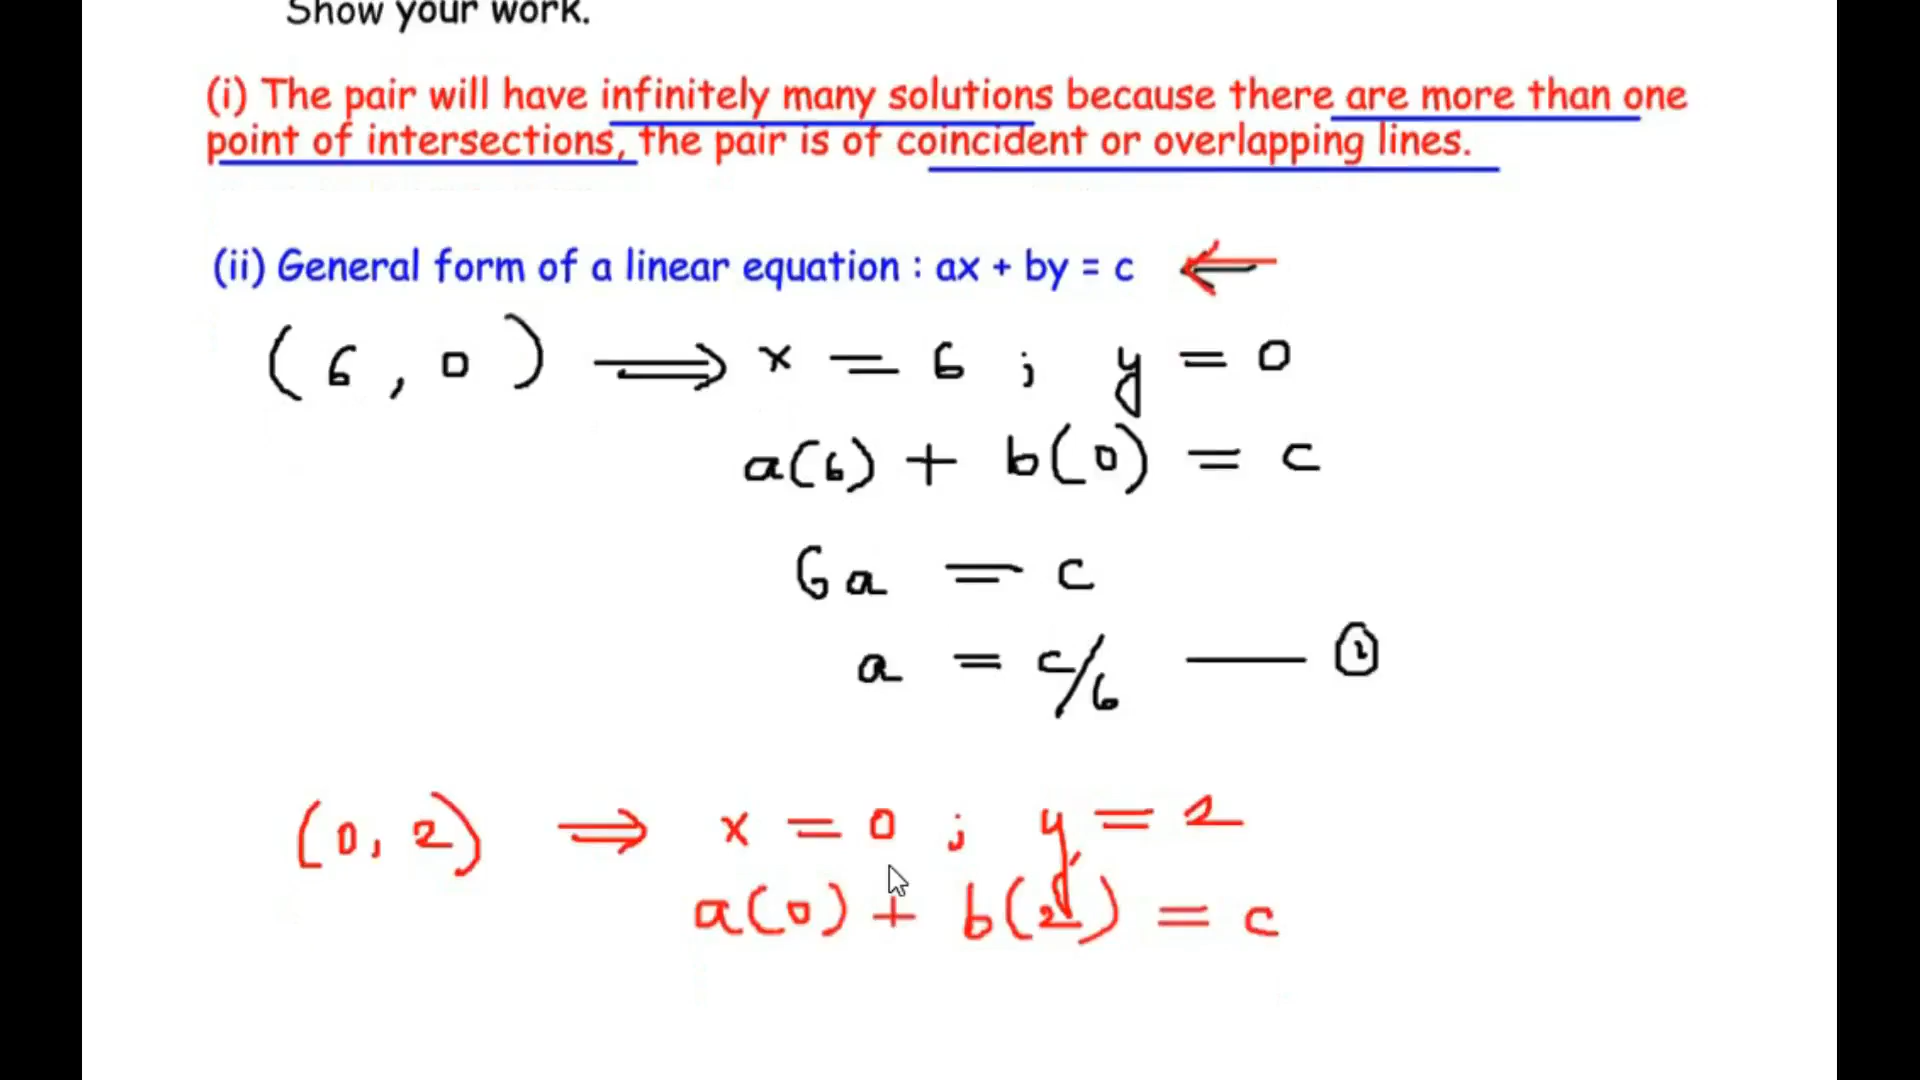 Show your work.
(i) The pair will have infinitely many solutions because there are more than one
point of intersections, the pair is of coincident or overlapping lines.
(ii) General form of a linear equation : ax + by = c
(6, 0) ⟹ x = 6 ; y = 0
a(6) + b(0) = c
6a = c
a = c/6 — ①
(0, 2) ⟹ x = 0 ; y = 2
a(0) + b(2) = c